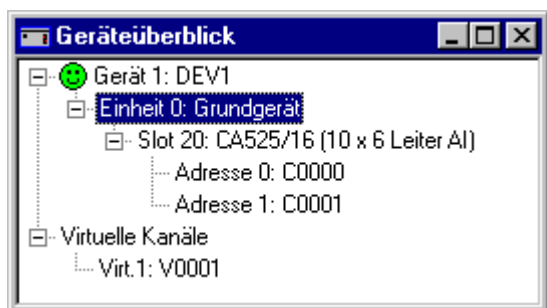 Geräteüberblick
Gerät 1: DEV1
Einheit 0: Grundgerät
Slot 20: CA525/16 (10 x 6 Leiter AI)
Adresse 0: C0000
Adresse 1: C0001
Virtuelle Kanäle
Virt.1: V0001